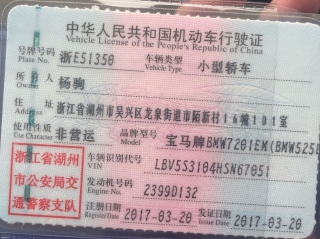 中华人民共和国机动车行驶证
Vehicle License of the People's Republic of China
号牌号码 浙E51350 车辆类型 小型轿车
Plate No. Vehicle Type
所有人 杨驹
Owner
住址 浙江省湖州市吴兴区龙泉街道市陌新村16幢101室
Address
使用性质 非营运 品牌型号 宝马牌BMW7201EM(BMW525L
Use Character Model
浙江省湖州市公安局交通警察支队
车辆识别代号 LBV5S3104HSN67051
VIN
发动机号码 2399D132
Engine No.
注册日期 2017-03-20 发证日期 2017-03-20
Register Date Issue Date